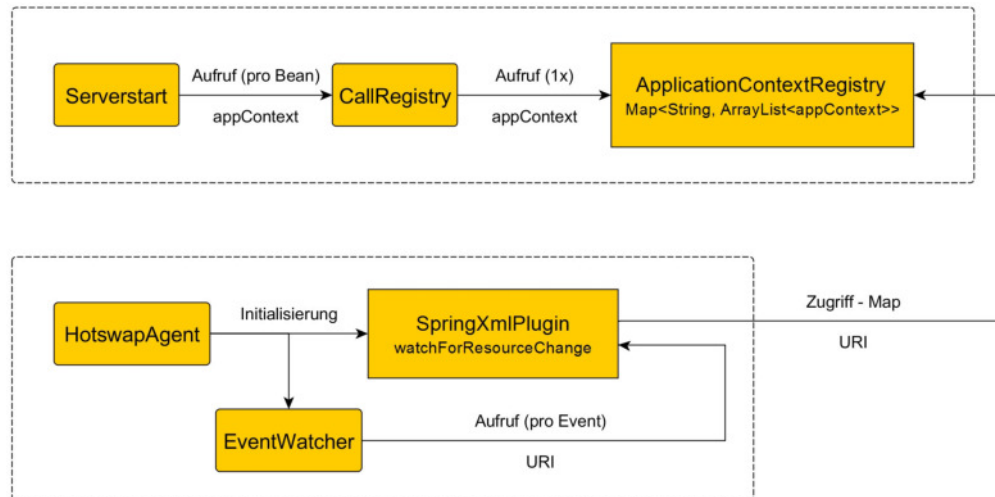 Serverstart
Aufruf (pro Bean)
appContext
CallRegistry
Aufruf (1x)
appContext
ApplicationContextRegistry
Map<String, ArrayList<appContext>>
HotswapAgent
Initialisierung
SpringXmlPlugin
watchForResourceChange
Zugriff - Map
URI
EventWatcher
Aufruf (pro Event)
URI